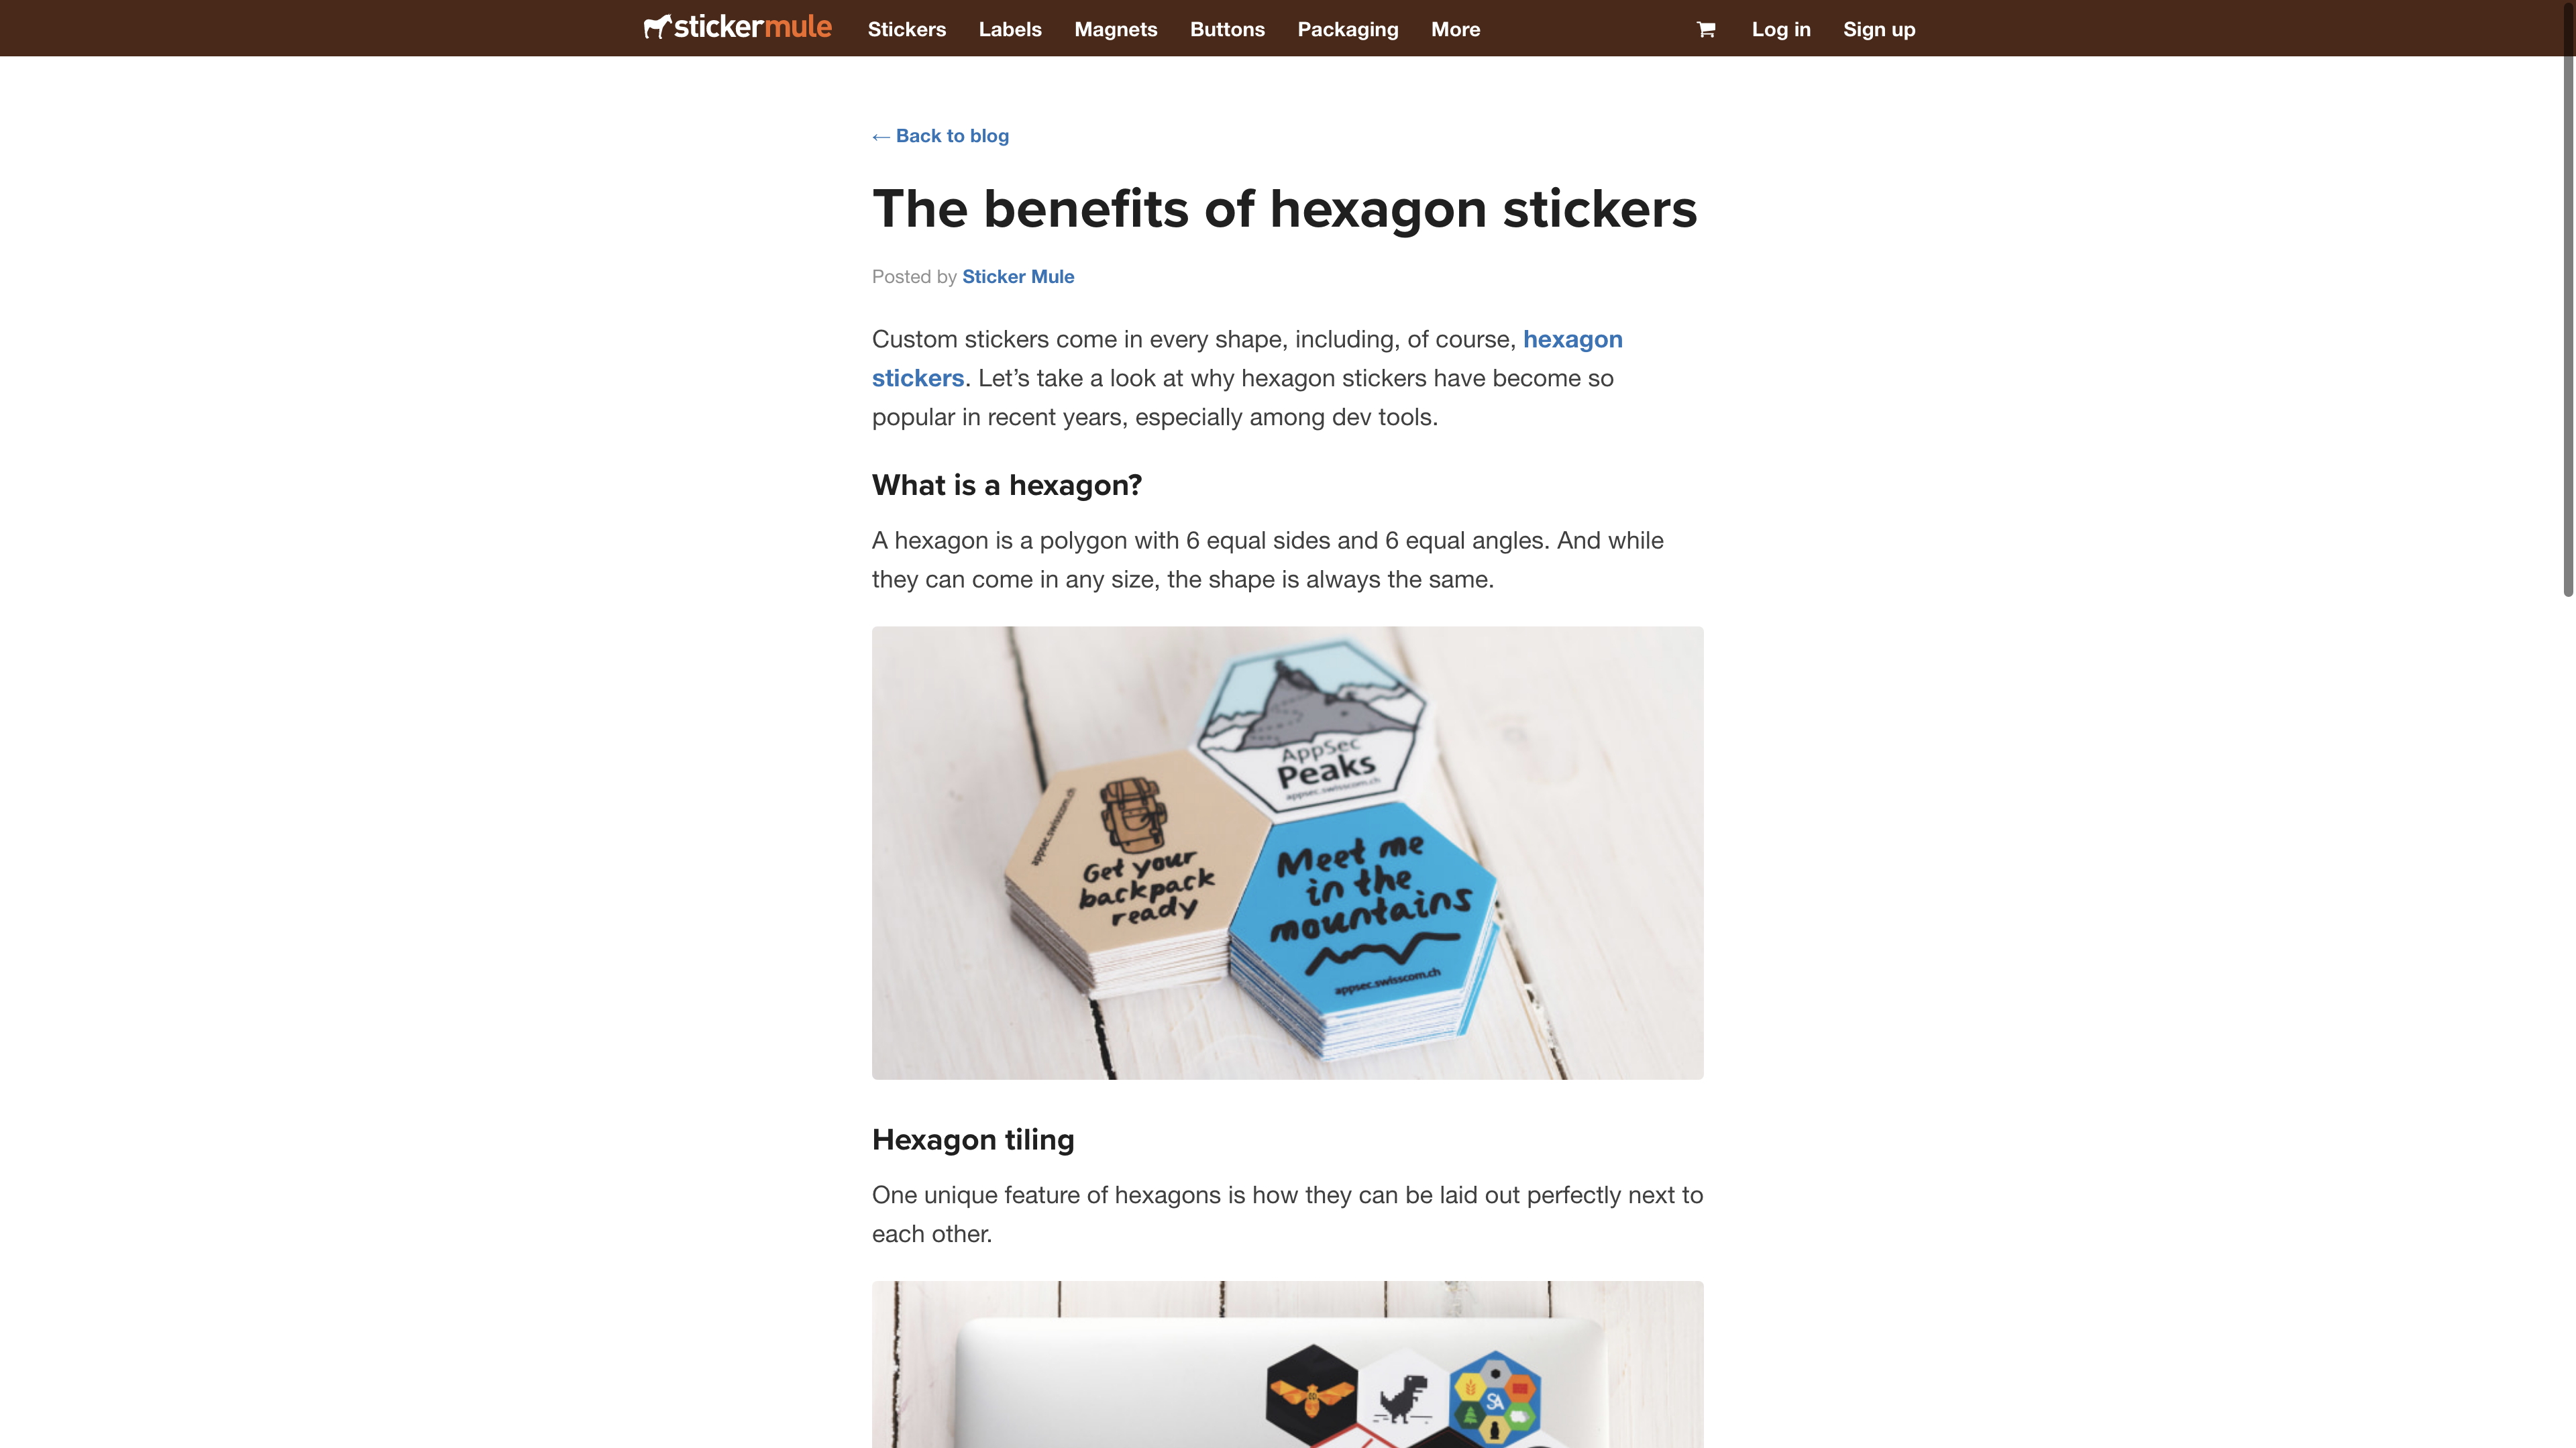 stickermule
Stickers
Labels
Magnets
Buttons
Packaging
More
Log in
Sign up
← Back to blog
The benefits of hexagon stickers
Posted by Sticker Mule
Custom stickers come in every shape, including, of course, hexagon
stickers. Let’s take a look at why hexagon stickers have become so
popular in recent years, especially among dev tools.
What is a hexagon?
A hexagon is a polygon with 6 equal sides and 6 equal angles. And while
they can come in any size, the shape is always the same.
AppSec
Peaks
appsec.swisscom.ch
appsec.swisscom.ch
Get your
backpack
ready
Meet me
in the
mountains
appsec.swisscom.ch
Hexagon tiling
One unique feature of hexagons is how they can be laid out perfectly next to
each other.
SA